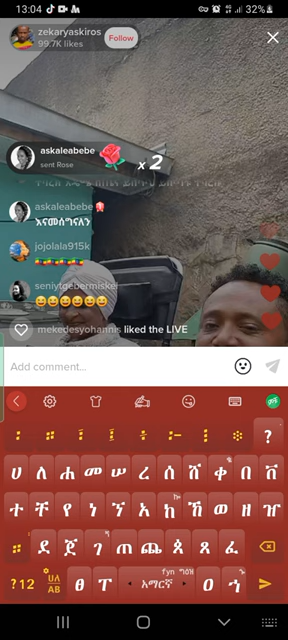 13:04
32%
zekaryaskiros
99.7K likes
Follow
askaleabebe
sent Rose
x 2
askaleabebe
እናመሰግናለን
jojolala915k
seniytgebermiskel
mekedesyohannis liked the LIVE
Add comment...
፡ ። ፣ ፤ ÷ ፦ ፥ ፨ ?
ሀ ለ ሐ መ ሠ ረ ሰ ሸ ቀ በ ቨ
ተ ቸ የ ነ ኘ አ ከ ኸ ወ ዘ ዠ
። ደ ጀ ገ ጠ ጨ ጰ ጸ ፈ
?12 ሀለ AB ፀ ፐ አማርኛ ዐ ኀ